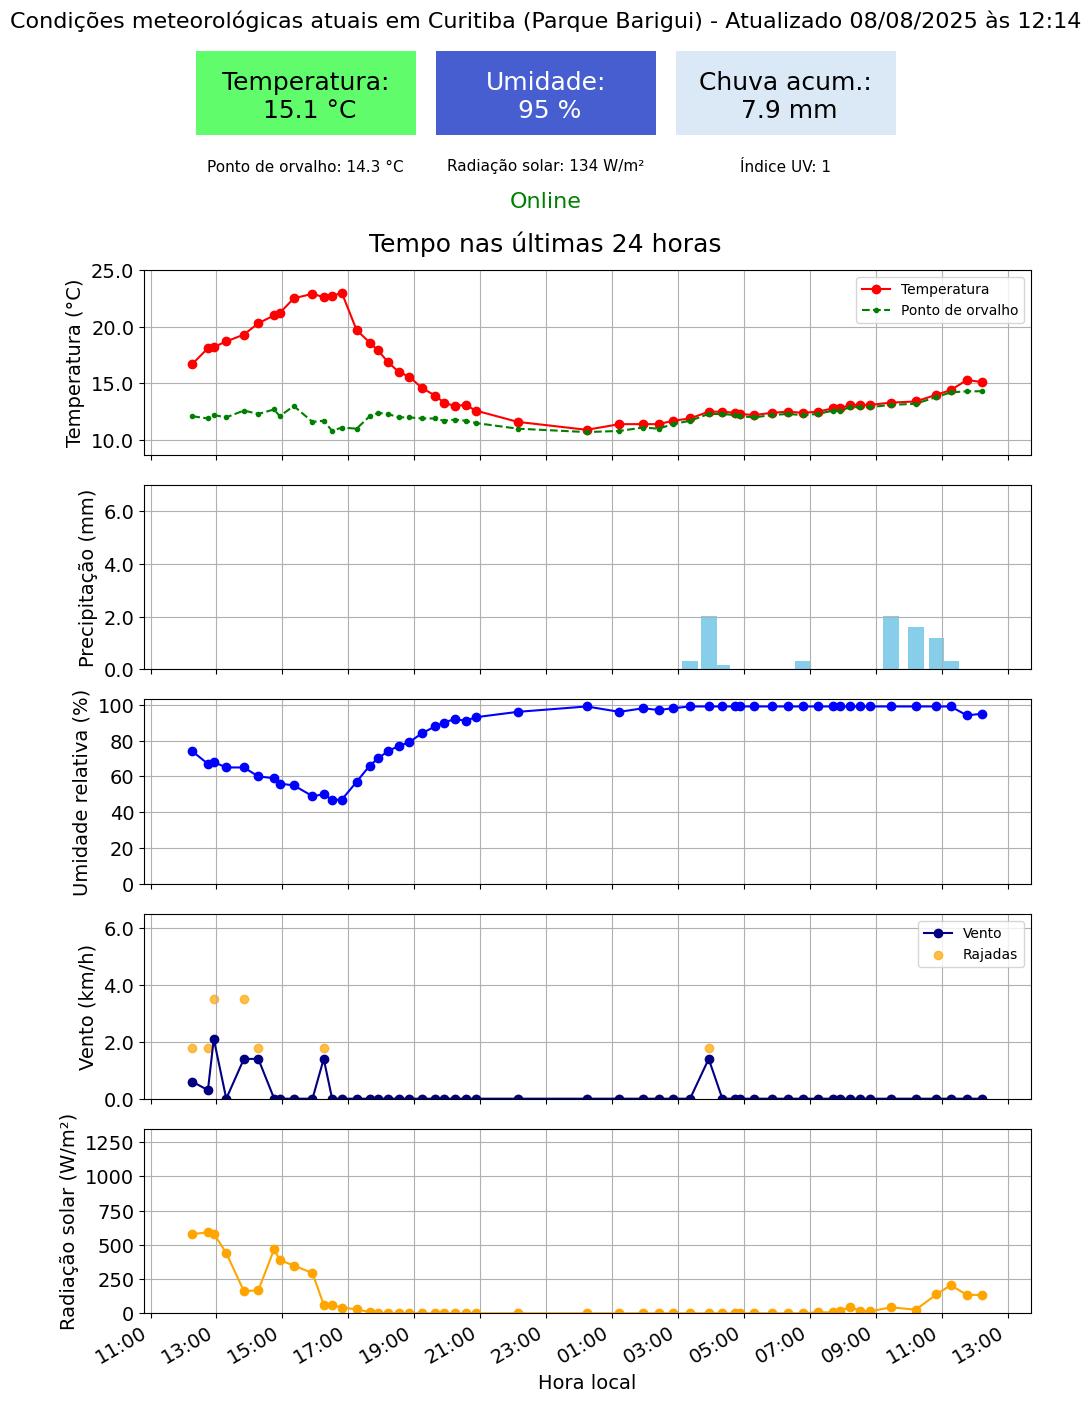 Condições meteorológicas atuais em Curitiba (Parque Barigui) - Atualizado 08/08/2025 às 12:14
Temperatura:
15.1 °C
Umidade:
95 %
Chuva acum.:
7.9 mm
Ponto de orvalho: 14.3 °C
Radiação solar: 134 W/m²
Índice UV: 1
Online
Tempo nas últimas 24 horas
Temperatura (°C)
25.0
20.0
15.0
10.0
Temperatura
Ponto de orvalho
Precipitação (mm)
6.0
4.0
2.0
0.0
Umidade relativa (%)
100
80
60
40
20
0
Vento (km/h)
6.0
4.0
2.0
0.0
Vento
Rajadas
Radiação solar (W/m²)
1250
1000
750
500
250
0
11:00
13:00
15:00
17:00
19:00
21:00
23:00
01:00
03:00
05:00
07:00
09:00
11:00
13:00
Hora local